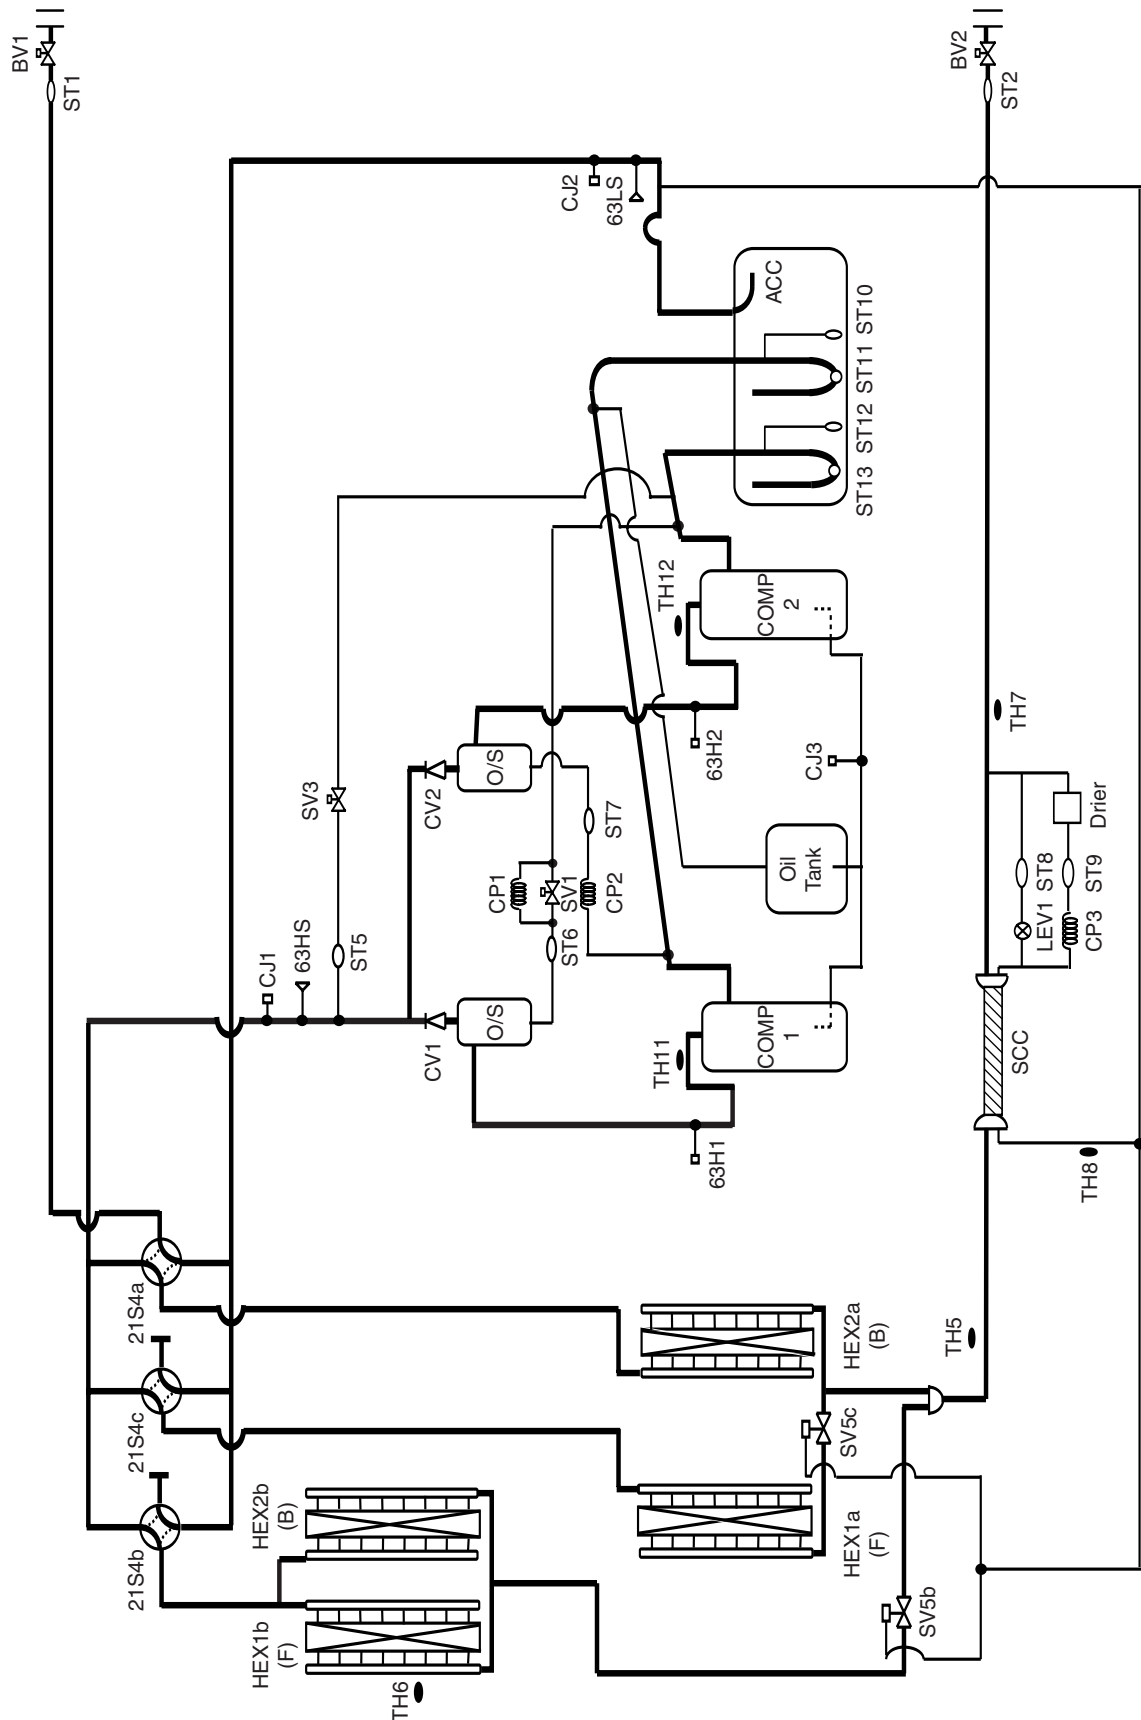 BV1
ST1
BV2
ST2
CJ2
63LS
ACC
ST10
ST11
ST12
ST13
TH12
COMP
2
TH7
SV3
CV2
O/S
63H2
CJ3
ST7
CP1
SV1
CP2
ST6
Oil
Tank
Drier
ST8
ST9
LEV1
CP3
CJ1
63HS
ST5
CV1
O/S
TH11
COMP
1
SCC
63H1
TH8
21S4a
21S4c
21S4b
HEX2a
(B)
TH5
SV5c
HEX2b
(B)
HEX1a
(F)
HEX1b
(F)
SV5b
TH6